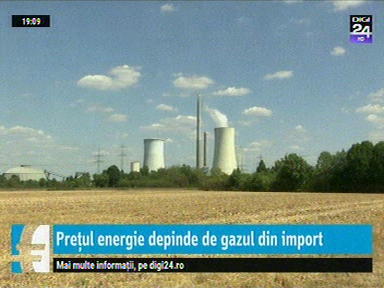 19:09
DIGI
24
HD
Prețul energie depinde de gazul din import
Mai multe informații, pe digi24.ro